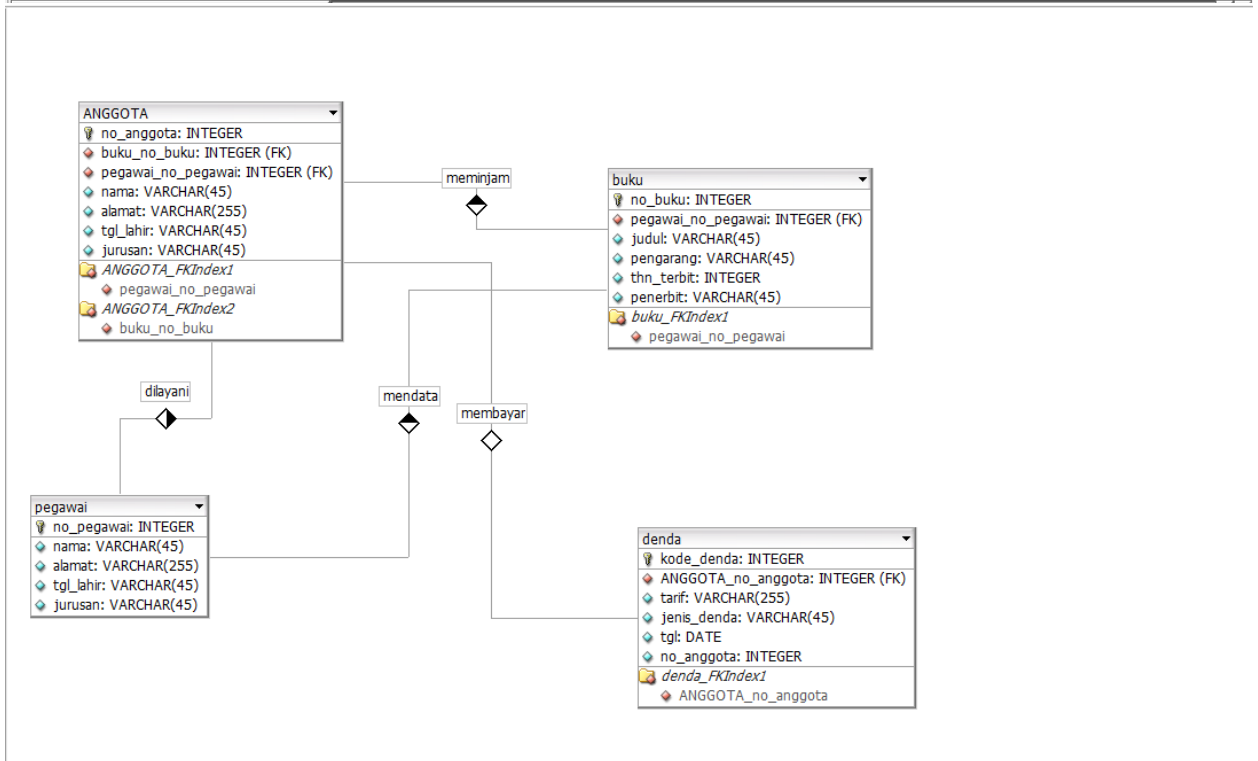 ANGGOTA
no_anggota: INTEGER
buku_no_buku: INTEGER (FK)
pegawai_no_pegawai: INTEGER (FK)
nama: VARCHAR(45)
alamat: VARCHAR(255)
tgl_lahir: VARCHAR(45)
jurusan: VARCHAR(45)
ANGGOTA_FKIndex1
pegawai_no_pegawai
ANGGOTA_FKIndex2
buku_no_buku
meminjam
buku
no_buku: INTEGER
pegawai_no_pegawai: INTEGER (FK)
judul: VARCHAR(45)
pengarang: VARCHAR(45)
thn_terbit: INTEGER
penerbit: VARCHAR(45)
buku_FKIndex1
pegawai_no_pegawai
dilayani
mendata
membayar
pegawai
no_pegawai: INTEGER
nama: VARCHAR(45)
alamat: VARCHAR(255)
tgl_lahir: VARCHAR(45)
jurusan: VARCHAR(45)
denda
kode_denda: INTEGER
ANGGOTA_no_anggota: INTEGER (FK)
tarif: VARCHAR(255)
jenis_denda: VARCHAR(45)
tgl: DATE
no_anggota: INTEGER
denda_FKIndex1
ANGGOTA_no_anggota